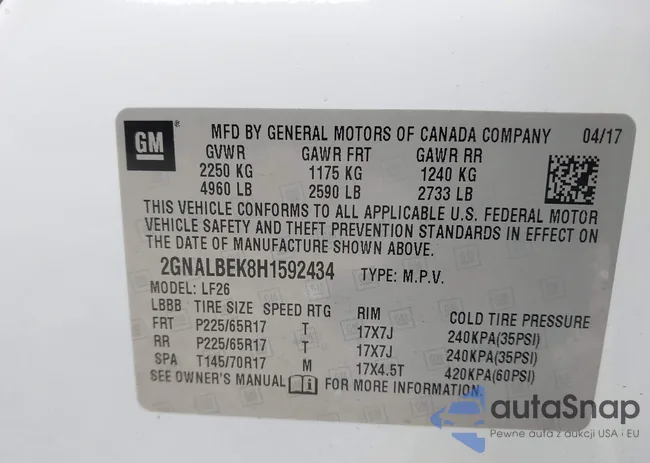 GM ® MFD BY GENERAL MOTORS OF CANADA COMPANY 04/17
GVWR GAWR FRT GAWR RR
2250 KG 1175 KG 1240 KG
4960 LB 2590 LB 2733 LB
THIS VEHICLE CONFORMS TO ALL APPLICABLE U.S. FEDERAL MOTOR
VEHICLE SAFETY AND THEFT PREVENTION STANDARDS IN EFFECT ON
THE DATE OF MANUFACTURE SHOWN ABOVE.
2GNALBEK8H1592434 TYPE: M.P.V.
MODEL: LF26
LBBB TIRE SIZE SPEED RTG RIM COLD TIRE PRESSURE
FRT P225/65R17 T 17X7J 240KPA(35PSI)
RR P225/65R17 T 17X7J 240KPA(35PSI)
SPA T145/70R17 M 17X4.5T 420KPA(60PSI)
SEE OWNER'S MANUAL FOR MORE INFORMATION
autaSnap
Pewne auta z aukcji USA i EU